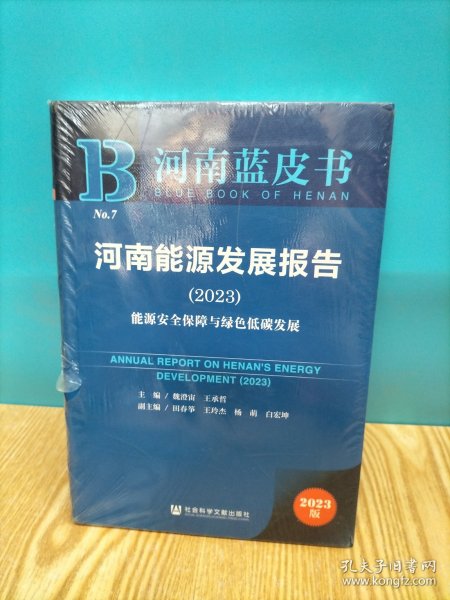 B 河南蓝皮书
BLUE BOOK OF HENAN
No.7
河南能源发展报告
(2023)
能源安全保障与绿色低碳发展
ANNUAL REPORT ON HENAN'S ENERGY
DEVELOPMENT (2023)
主 编/魏澄宙 王承哲
副主编/田春筝 王玲杰 杨 萌 白宏坤
社会科学文献出版社
2023
版
孔夫子旧书网
www.kongfz.com